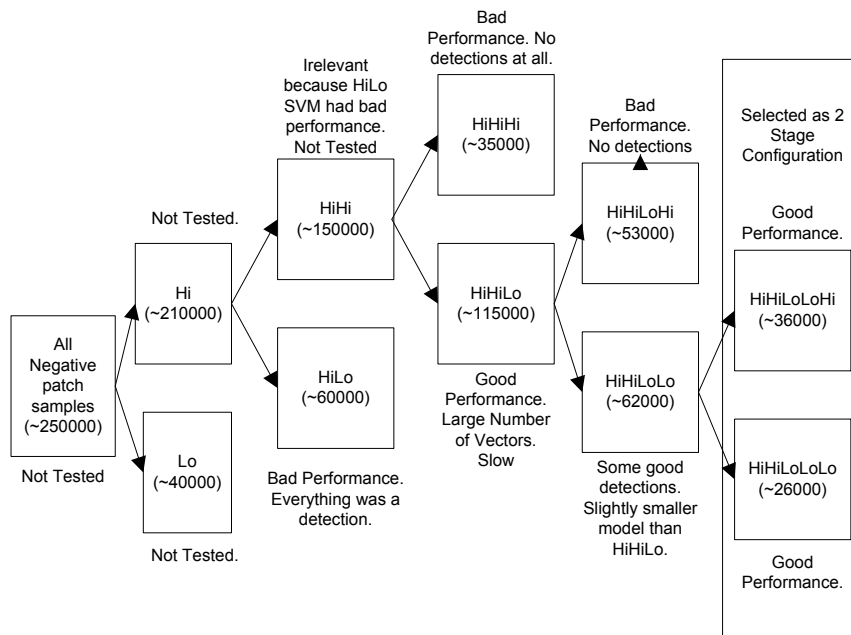 All
Negative
patch
samples
(~250000)
Not Tested
Not Tested.
Hi
(~210000)
Lo
(~40000)
Not Tested.
Irelevant
because HiLo
SVM had bad
performance.
Not Tested
HiHi
(~150000)
HiLo
(~60000)
Bad Performance.
Everything was a
detection.
Bad
Performance. No
detections at all.
HiHiHi
(~35000)
HiHiLo
(~115000)
Good
Performance.
Large Number
of Vectors.
Slow
Bad
Performance.
No detections
HiHiLoHi
(~53000)
HiHiLoLo
(~62000)
Some good
detections.
Slightly smaller
model than
HiHiLo.
Selected as 2
Stage
Configuration
Good
Performance.
HiHiLoLoHi
(~36000)
HiHiLoLoLo
(~26000)
Good
Performance.